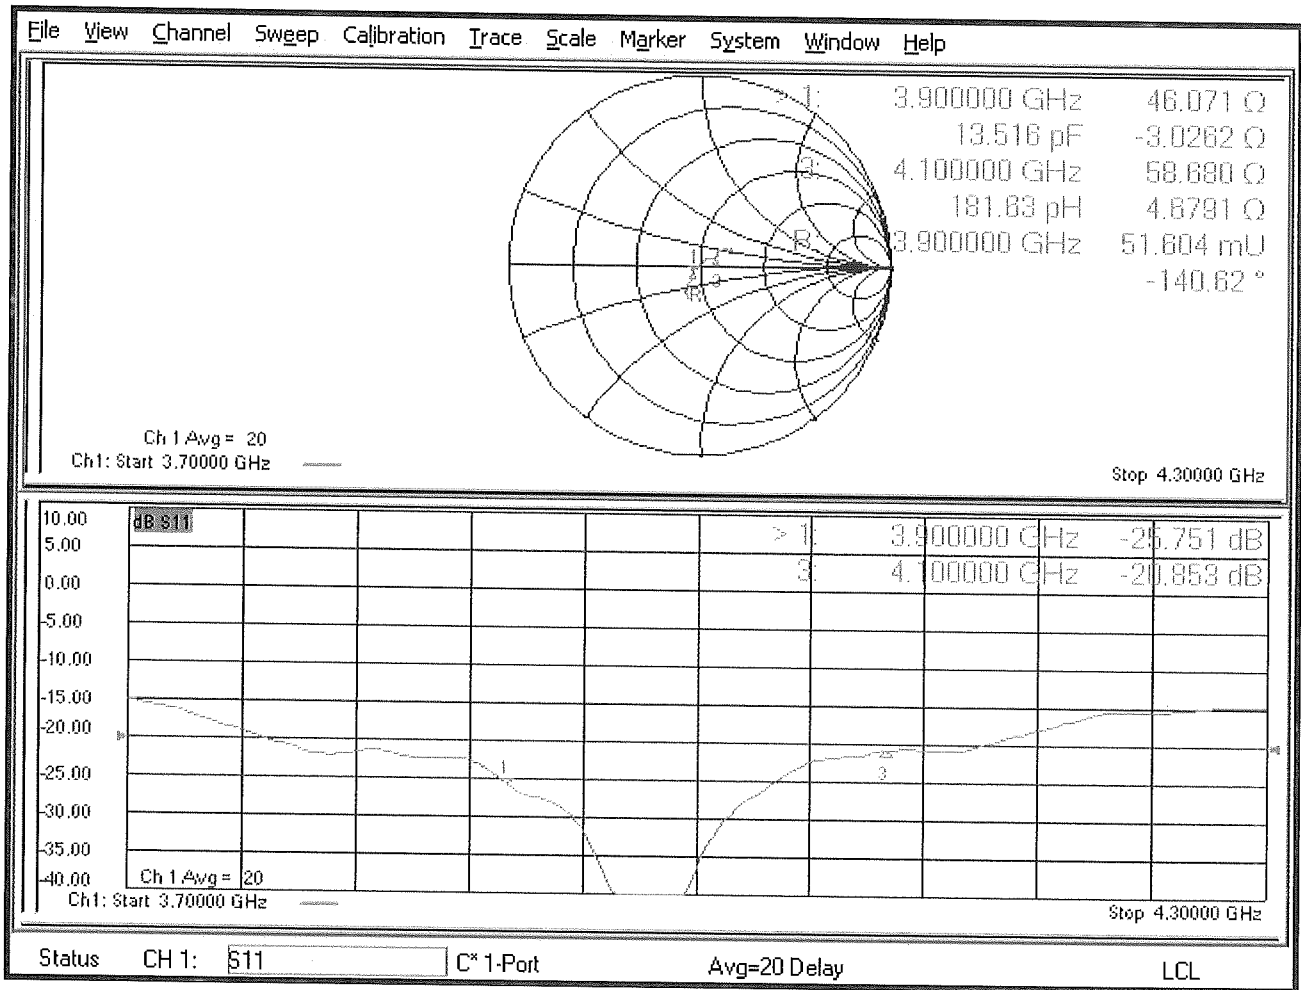 File View Channel Sweep Calibration Trace Scale Marker System Window Help
> 1: 3.900000 GHz 46.071 Ω
13.516 pF -3.0262 Ω
3: 4.100000 GHz 58.680 Ω
181.63 pH 4.6791 Ω
R: 3.900000 GHz 51.604 mU
-140.62 °
1 R
3
R
Ch 1 Avg = 20
Ch1: Start 3.70000 GHz
Stop 4.30000 GHz
dB S11
> 1: 3.900000 GHz -25.751 dB
3: 4.100000 GHz -20.853 dB
10.00
5.00
0.00
-5.00
-10.00
-15.00
-20.00
-25.00
-30.00
-35.00
-40.00
1
3
Ch 1 Avg = 20
Ch1: Start 3.70000 GHz
Stop 4.30000 GHz
Status CH 1: S11 C* 1-Port Avg=20 Delay LCL